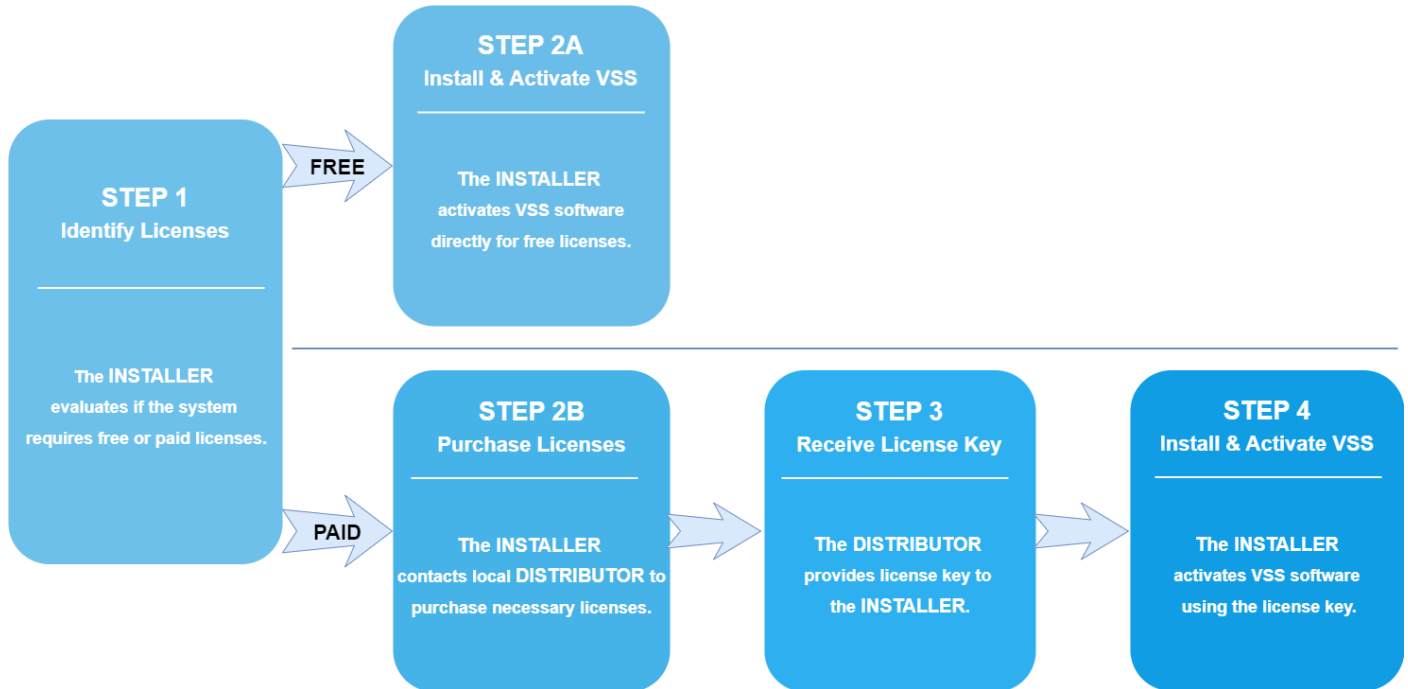 STEP 1
Identify Licenses
The INSTALLER
evaluates if the system
requires free or paid licenses.
FREE
STEP 2A
Install & Activate VSS
The INSTALLER
activates VSS software
directly for free licenses.
PAID
STEP 2B
Purchase Licenses
The INSTALLER
contacts local DISTRIBUTOR to
purchase necessary licenses.
STEP 3
Receive License Key
The DISTRIBUTOR
provides license key to
the INSTALLER.
STEP 4
Install & Activate VSS
The INSTALLER
activates VSS software
using the license key.